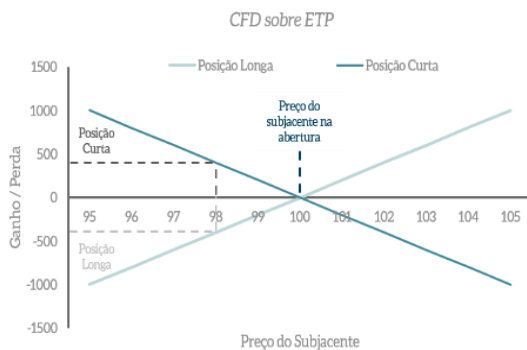 CFD sobre ETP
Posição Longa
Posição Curta
Preço do
subjacente na
abertura
1500
1000
500
0
-500
-1000
-1500
Ganho / Perda
Posição
Curta
Posição
Longa
95 96 97 98 99 100 101 102 103 104 105
Preço do Subjacente